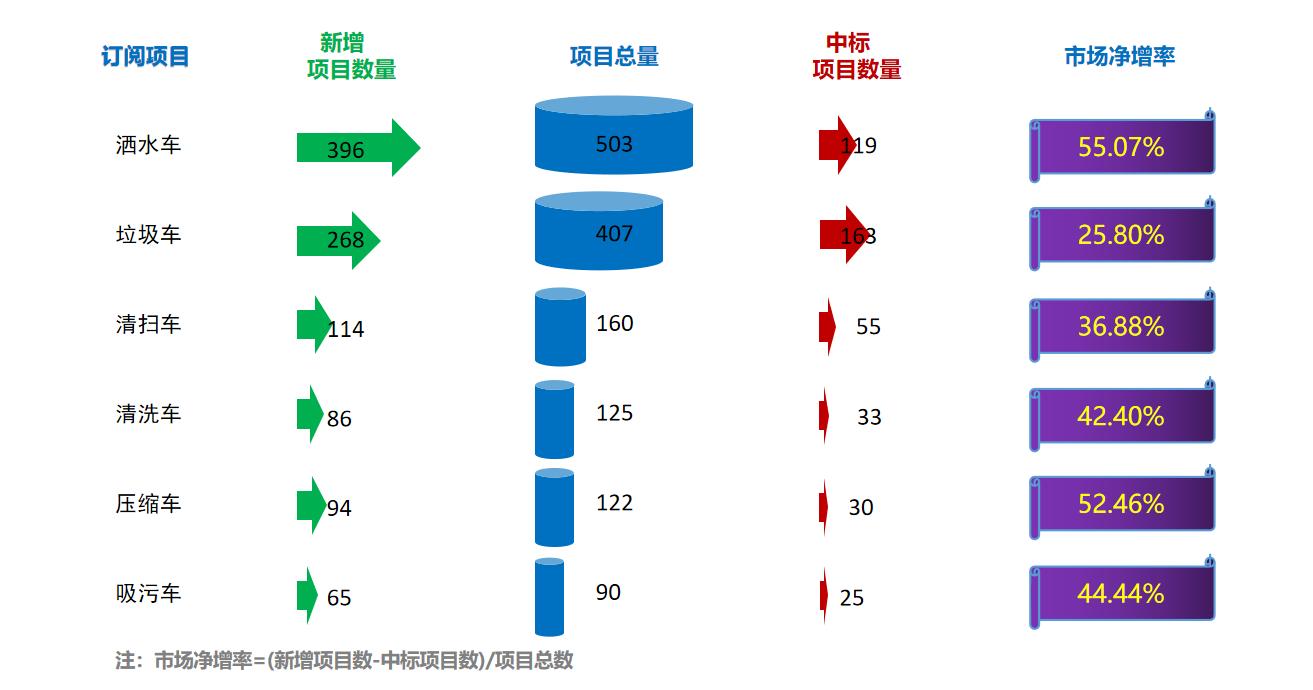 订阅项目
新增
项目数量
项目总量
中标
项目数量
市场净增率
洒水车 396 503 119 55.07%
垃圾车 268 407 163 25.80%
清扫车 114 160 55 36.88%
清洗车 86 125 33 42.40%
压缩车 94 122 30 52.46%
吸污车 65 90 25 44.44%
注：市场净增率=(新增项目数-中标项目数)/项目总数